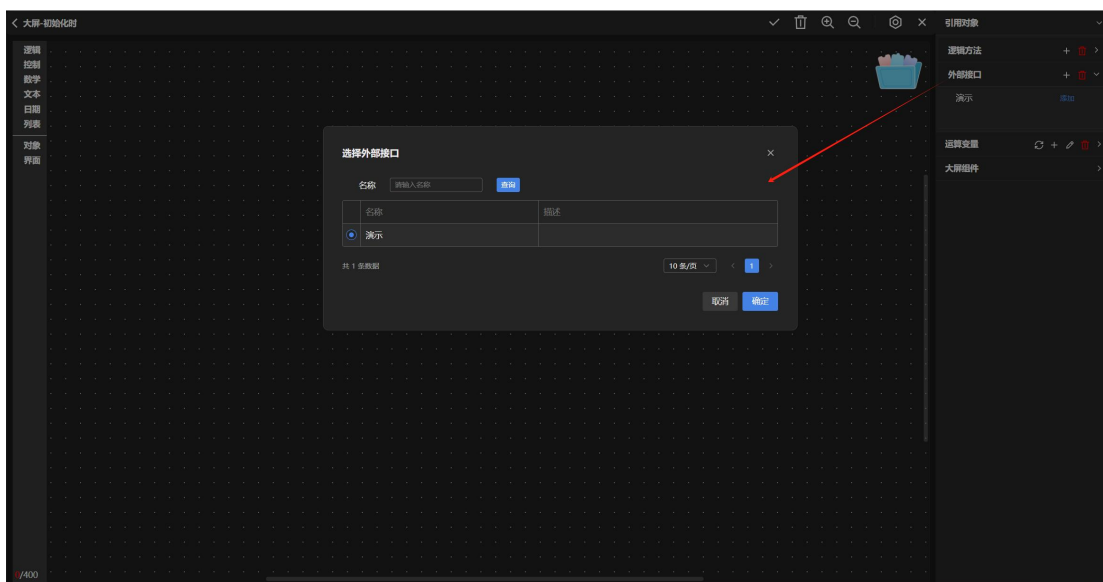 大屏-初始化时
引用对象
逻辑
控制
数学
文本
日期
列表
对象
界面
逻辑方法
外部接口
演示 添加
运算变量
大屏组件
选择外部接口
名称 请输入名称 查询
名称 描述
演示
共 1 条数据 10 条/页 1
取消 确定
/400